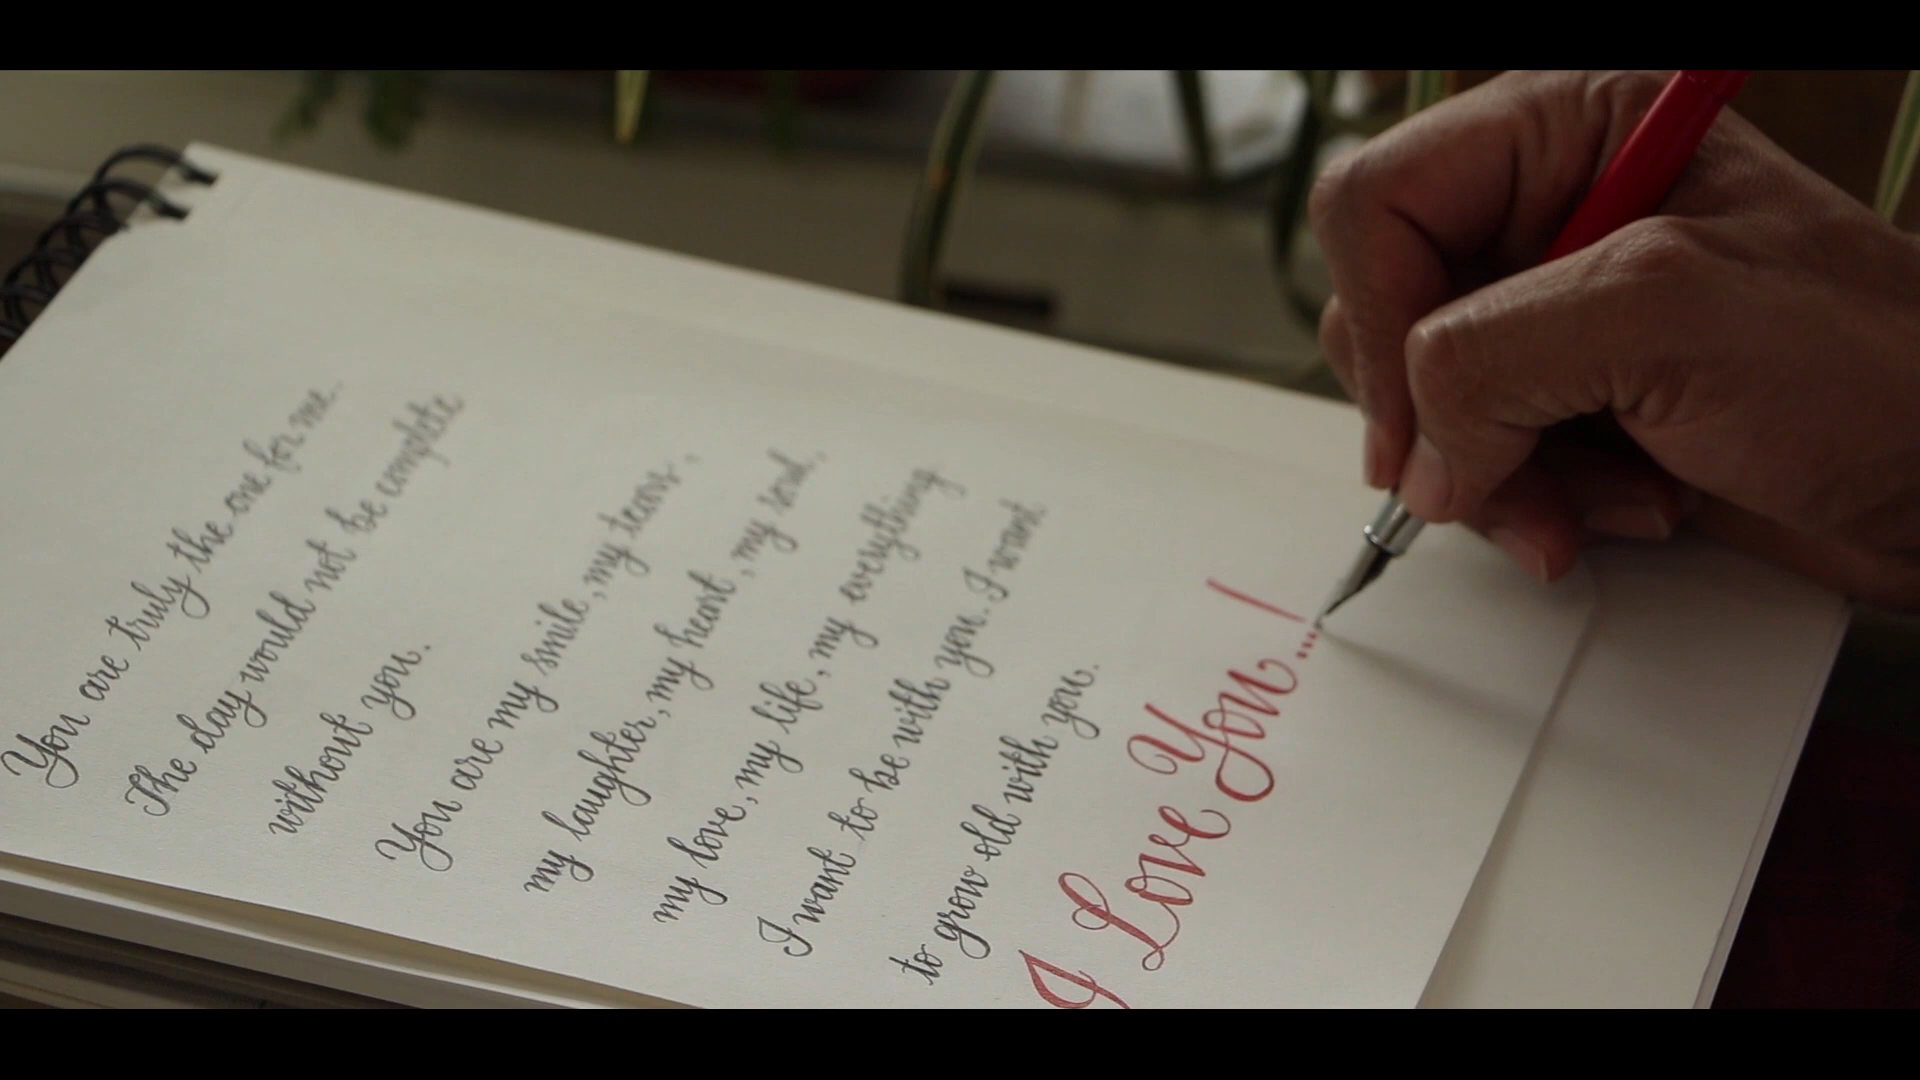 You are truly the one for me.
The day would not be complete
without you.
You are my smile, my tears,
my laughter, my heart, my soul,
my love, my life, my everything
I want to be with you. I want
to grow old with you.
I Love You...!